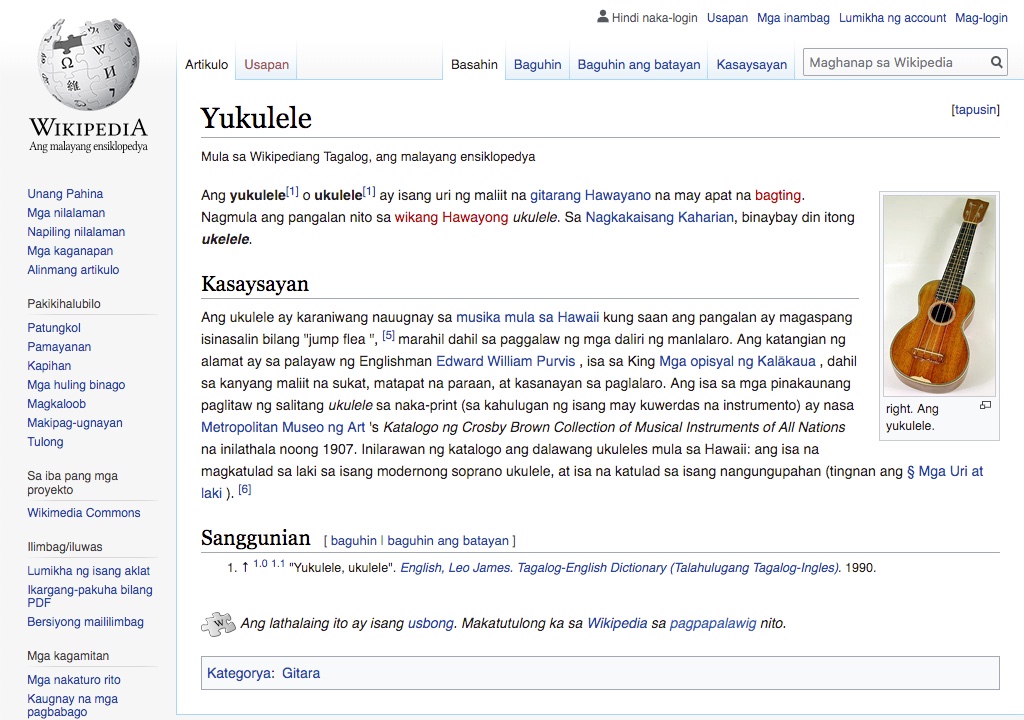 Hindi naka-login Usapan Mga inambag Lumikha ng account Mag-login
Artikulo Usapan Basahin Baguhin Baguhin ang batayan Kasaysayan Maghanap sa Wikipedia
WIKIPEDIA
Ang malayang ensiklopedya
Unang Pahina
Mga nilalaman
Napiling nilalaman
Mga kaganapan
Alinmang artikulo
Pakikihalubilo
Patungkol
Pamayanan
Kapihan
Mga huling binago
Magkaloob
Makipag-ugnayan
Tulong
Sa iba pang mga
proyekto
Wikimedia Commons
Ilimbag/iluwas
Lumikha ng isang aklat
Ikargang-pakuha bilang
PDF
Bersiyong maililimbag
Mga kagamitan
Mga nakaturo rito
Kaugnay na mga
pagbabago
Yukulele
[tapusin]
Mula sa Wikipediang Tagalog, ang malayang ensiklopedya
Ang yukulele[1] o ukulele[1] ay isang uri ng maliit na gitarang Hawayano na may apat na bagting.
Nagmula ang pangalan nito sa wikang Hawayong ukulele. Sa Nagkakaisang Kaharian, binaybay din itong
ukelele.
right. Ang
yukulele.
Kasaysayan
Ang ukulele ay karaniwang nauugnay sa musika mula sa Hawaii kung saan ang pangalan ay magaspang
isinasalin bilang "jump flea ", [5] marahil dahil sa paggalaw ng mga daliri ng manlalaro. Ang katangian ng
alamat ay sa palayaw ng Englishman Edward William Purvis , isa sa King Mga opisyal ng Kalākaua , dahil
sa kanyang maliit na sukat, matapat na paraan, at kasanayan sa paglalaro. Ang isa sa mga pinakaunang
paglitaw ng salitang ukulele sa naka-print (sa kahulugan ng isang may kuwerdas na instrumento) ay nasa
Metropolitan Museo ng Art 's Katalogo ng Crosby Brown Collection of Musical Instruments of All Nations
na inilathala noong 1907. Inilarawan ng katalogo ang dalawang ukuleles mula sa Hawaii: ang isa na
magkatulad sa laki sa isang modernong soprano ukulele, at isa na katulad sa isang nangungupahan (tingnan ang § Mga Uri at
laki ). [6]
Sanggunian [ baguhin | baguhin ang batayan ]
1. ↑ 1.0 1.1 "Yukulele, ukulele". English, Leo James. Tagalog-English Dictionary (Talahulugang Tagalog-Ingles). 1990.
Ang lathalaing ito ay isang usbong. Makatutulong ka sa Wikipedia sa pagpapalawig nito.
Kategorya: Gitara